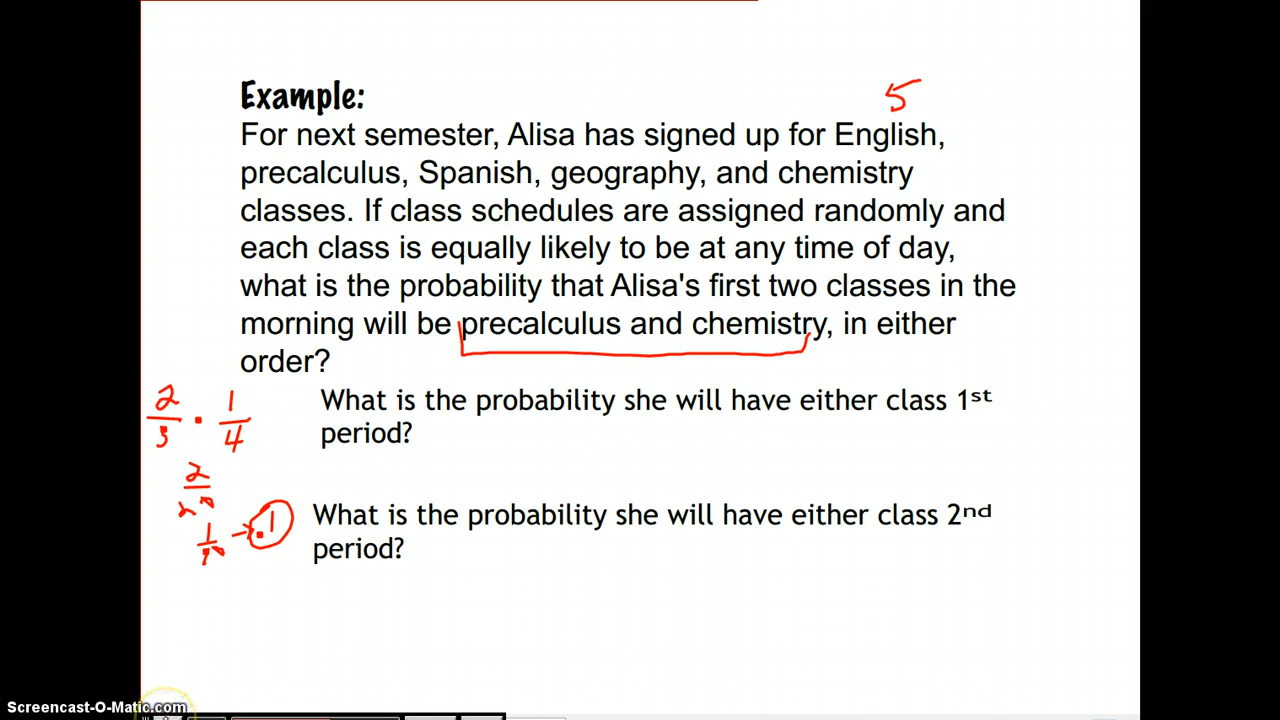 5
Example:
For next semester, Alisa has signed up for English,
precalculus, Spanish, geography, and chemistry
classes. If class schedules are assigned randomly and
each class is equally likely to be at any time of day,
what is the probability that Alisa's first two classes in the
morning will be precalculus and chemistry, in either
order?
2/5 · 1/4
What is the probability she will have either class 1st
period?
2/20
1/10 → .1
What is the probability she will have either class 2nd
period?
Screencast-O-Matic.com